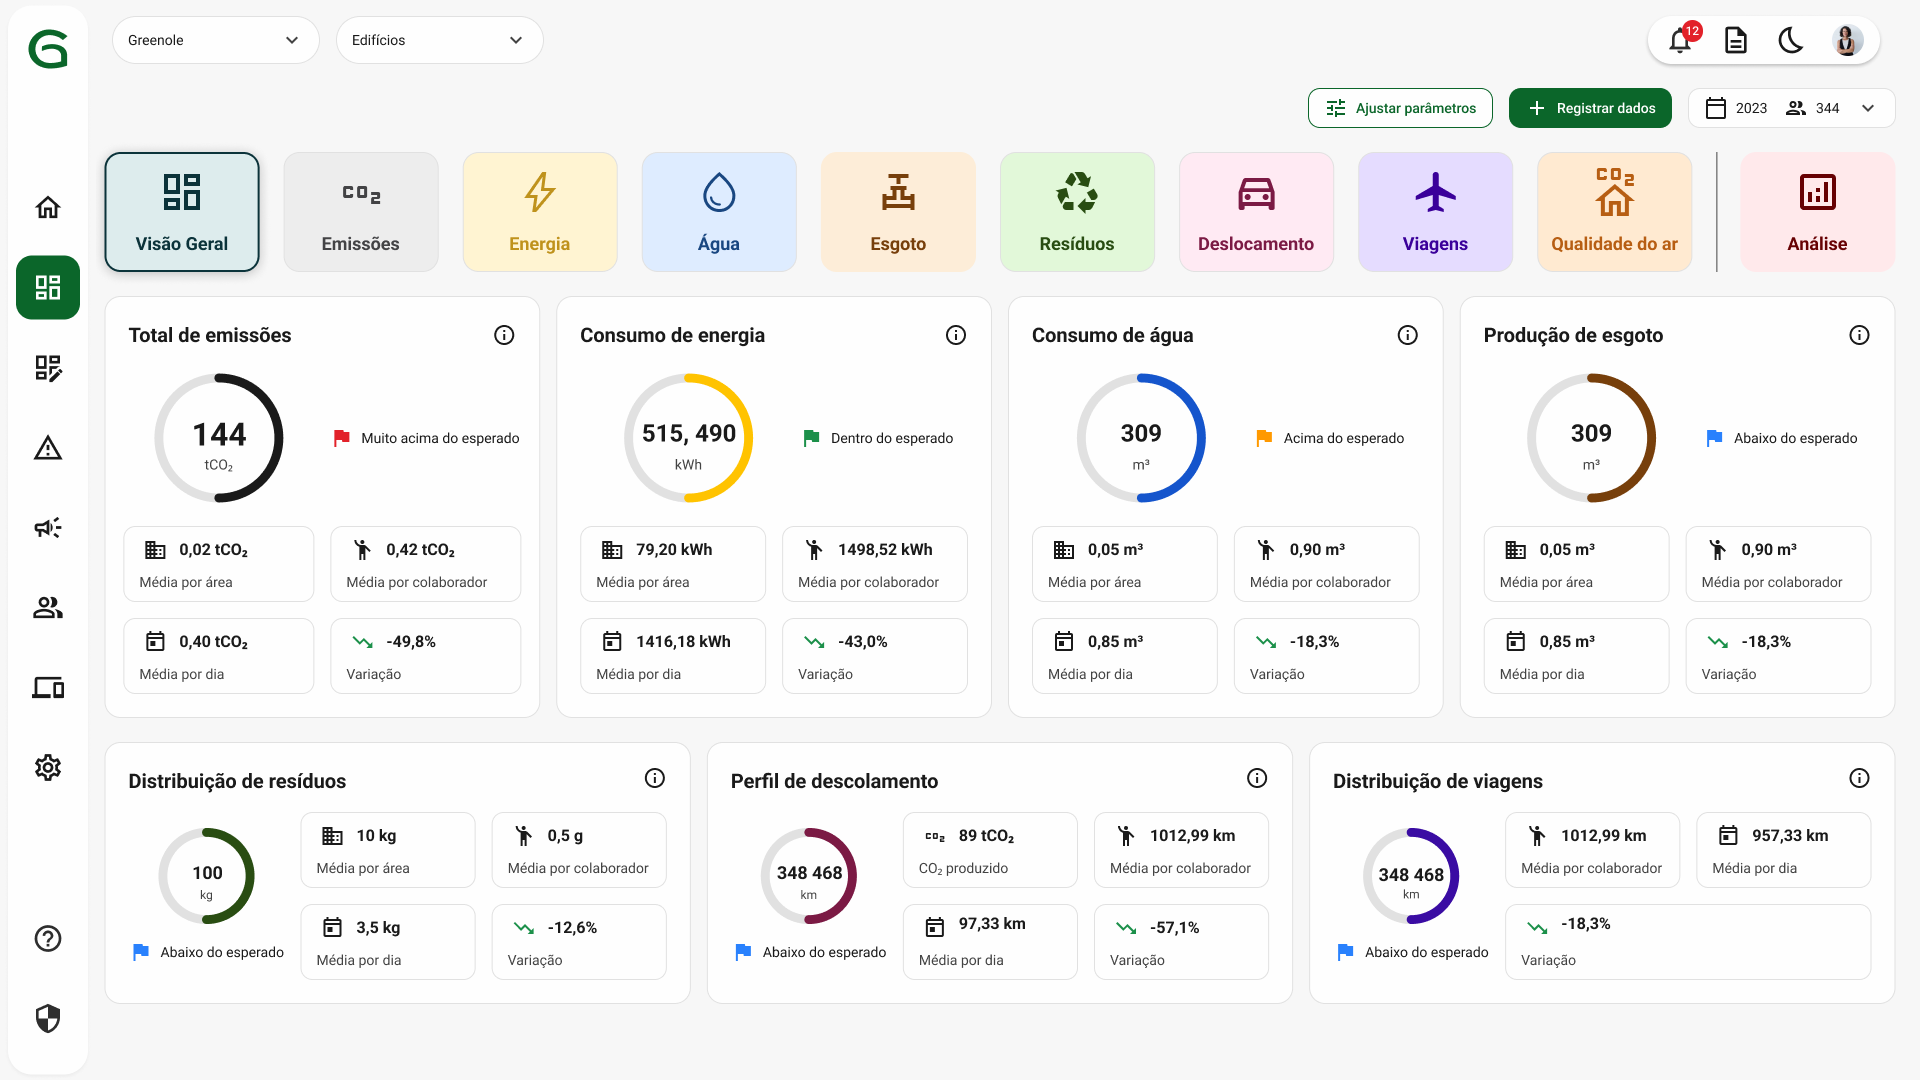 Greenole
Edifícios
12
Ajustar parâmetros
Registrar dados
2023
344
Visão Geral
CO2
Emissões
Energia
Água
Esgoto
Resíduos
Deslocamento
Viagens
CO2
Qualidade do ar
Análise
Total de emissões
144
tCO₂
Muito acima do esperado
0,02 tCO₂
Média por área
0,42 tCO₂
Média por colaborador
0,40 tCO₂
Média por dia
-49,8%
Variação
Consumo de energia
515, 490
kWh
Dentro do esperado
79,20 kWh
Média por área
1498,52 kWh
Média por colaborador
1416,18 kWh
Média por dia
-43,0%
Variação
Consumo de água
309
m³
Acima do esperado
0,05 m³
Média por área
0,90 m³
Média por colaborador
0,85 m³
Média por dia
-18,3%
Variação
Produção de esgoto
309
m³
Abaixo do esperado
0,05 m³
Média por área
0,90 m³
Média por colaborador
0,85 m³
Média por dia
-18,3%
Variação
Distribuição de resíduos
100
kg
Abaixo do esperado
10 kg
Média por área
0,5 g
Média por colaborador
3,5 kg
Média por dia
-12,6%
Variação
Perfil de descolamento
348 468
km
Abaixo do esperado
CO2
89 tCO₂
CO₂ produzido
1012,99 km
Média por colaborador
97,33 km
Média por dia
-57,1%
Variação
Distribuição de viagens
348 468
km
Abaixo do esperado
1012,99 km
Média por colaborador
957,33 km
Média por dia
-18,3%
Variação